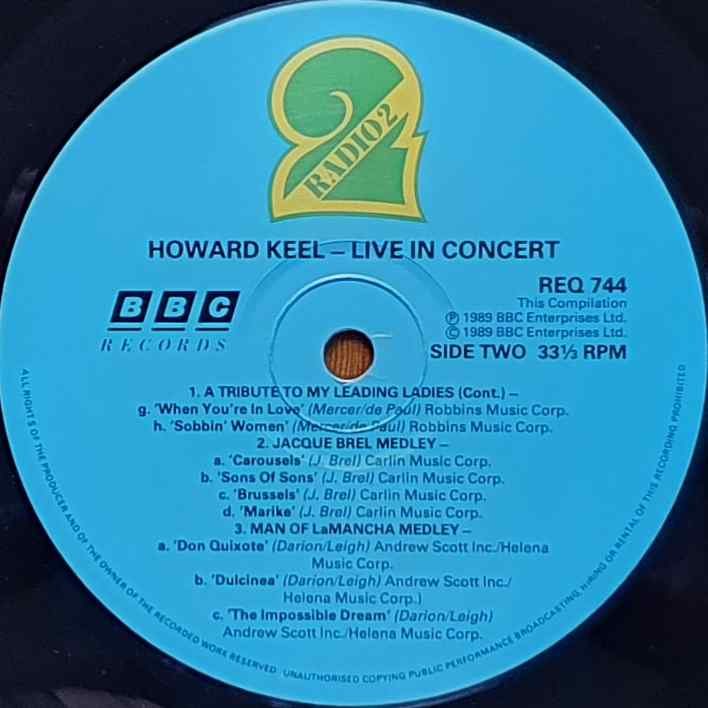 RADIO 2
HOWARD KEEL – LIVE IN CONCERT
BBC
RECORDS
REQ 744
This Compilation
Ⓟ 1989 BBC Enterprises Ltd.
© 1989 BBC Enterprises Ltd.
SIDE TWO 33⅓ RPM
1. A TRIBUTE TO MY LEADING LADIES (Cont.) –
g. 'When You're In Love' (Mercer/de Paul) Robbins Music Corp.
h. 'Sobbin' Women' (Mercer/de Paul) Robbins Music Corp.
2. JACQUE BREL MEDLEY –
a. 'Carousels' (J. Brel) Carlin Music Corp.
b. 'Sons Of Sons' (J. Brel) Carlin Music Corp.
c. 'Brussels' (J. Brel) Carlin Music Corp.
d. 'Marike' (J. Brel) Carlin Music Corp.
3. MAN OF LaMANCHA MEDLEY –
a. 'Don Quixote' (Darion/Leigh) Andrew Scott Inc./Helena
Music Corp.
b. 'Dulcinea' (Darion/Leigh) Andrew Scott Inc./
Helena Music Corp.)
c. 'The Impossible Dream' (Darion/Leigh)
Andrew Scott Inc./Helena Music Corp.
ALL RIGHTS OF THE PRODUCER AND OF THE OWNER OF THE RECORDED WORK RESERVED. UNAUTHORISED COPYING PUBLIC PERFORMANCE BROADCASTING, HIRING OR RENTAL OF THIS RECORDING PROHIBITED